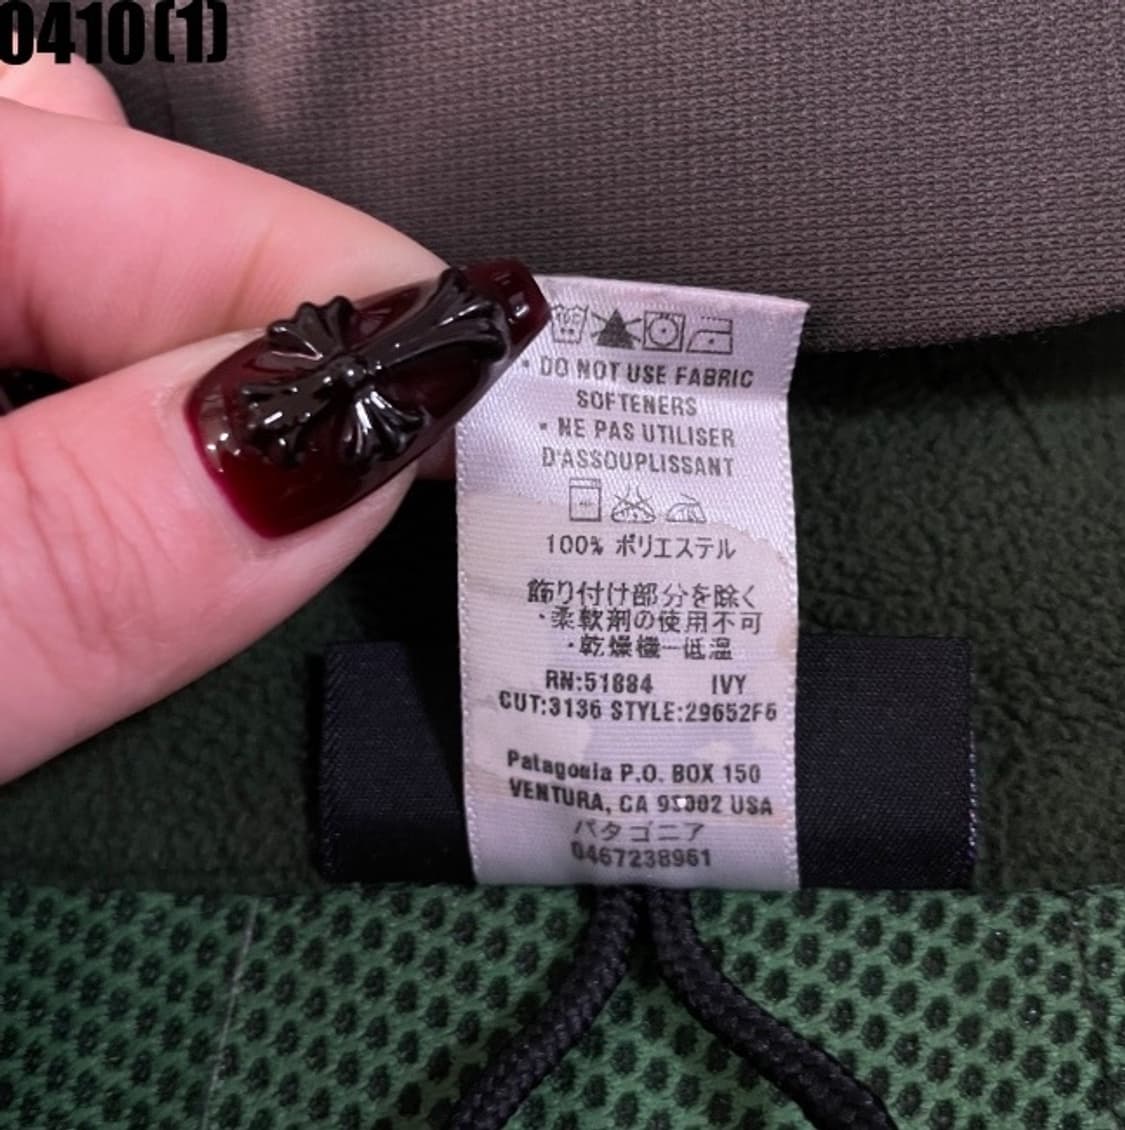 0410(1)
• DO NOT USE FABRIC
SOFTENERS
• NE PAS UTILISER
D'ASSOUPLISSANT
100% ポリエステル
飾り付け部分を除く
・柔軟剤の使用不可
・乾燥機ー低温
RN:51884 IVY
CUT:3136 STYLE:29652F6
Patagonia P.O. BOX 150
VENTURA, CA 93002 USA
パタゴニア
0467238961